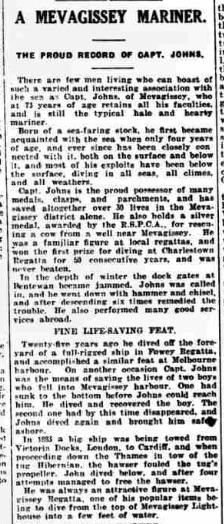 A MEVAGISSEY MARINER.
THE PROUD RECORD OF CAPT. JOHNS.
There are few men living who can boast of
such a varied and interesting association with
the sea as Capt. Johns, of Mevagissey, who
at 73 years of age retains all his faculties,
and is still the typical hale and hearty
mariner.
Born of a sea-faring stock, he first became
acquainted with the sea when only four years
of age, and ever since has been closely con-
nected with it, both on the surface and below
it, and most of his exploits have been below
the surface, diving in all seas, all climes,
and all weathers.
Capt. Johns is the proud possessor of many
medals, clasps, and parchments, and has
saved altogether over 30 lives in the Meva-
gissey district alone. He also holds a silver
medal, awarded by the R.S.P.C.A., for rescu-
ing a cow from a well near Mevagissey. He
was a familiar figure at local regattas, and
won the first prize for diving at Charlestown
Regatta for 30 consecutive years, and was
never beaten.
In the depth of winter the dock gates at
Pentewan became jammed. Johns was called
in, and he went down with hammer and chisel,
and after descending six times remedied the
trouble. He also performed many good ser-
vices abroad.
FINE LIFE-SAVING FEAT.
Twenty-five years ago he dived off the fore-
yard of a full-rigged ship in Fowey Regatta,
and accomplished a similar feat at Melbourne
harbour. On another occasion Capt. Johns
was the means of saving the lives of two boys
who fell into Mevagissey harbour. One had
sunk to the bottom before Johns could reach
him. He dived and recovered the boy. The
second one had by this time disappeared, and
Johns dived again and brought him safe
ashore.
In 1883 a big ship was being towed from
Victoria Docks, London, to Cardiff, and when
proceeding down the Thames in tow of the
tug Hibernian, the hawser fouled the tug's
propeller. John dived below, and after four
attempts managed to free the hawser.
He was always an attractive figure at Meva-
gissey Regatta, one of his popular items be-
ing to dive from the top of Mevagissey Light
house into a few feet of water.